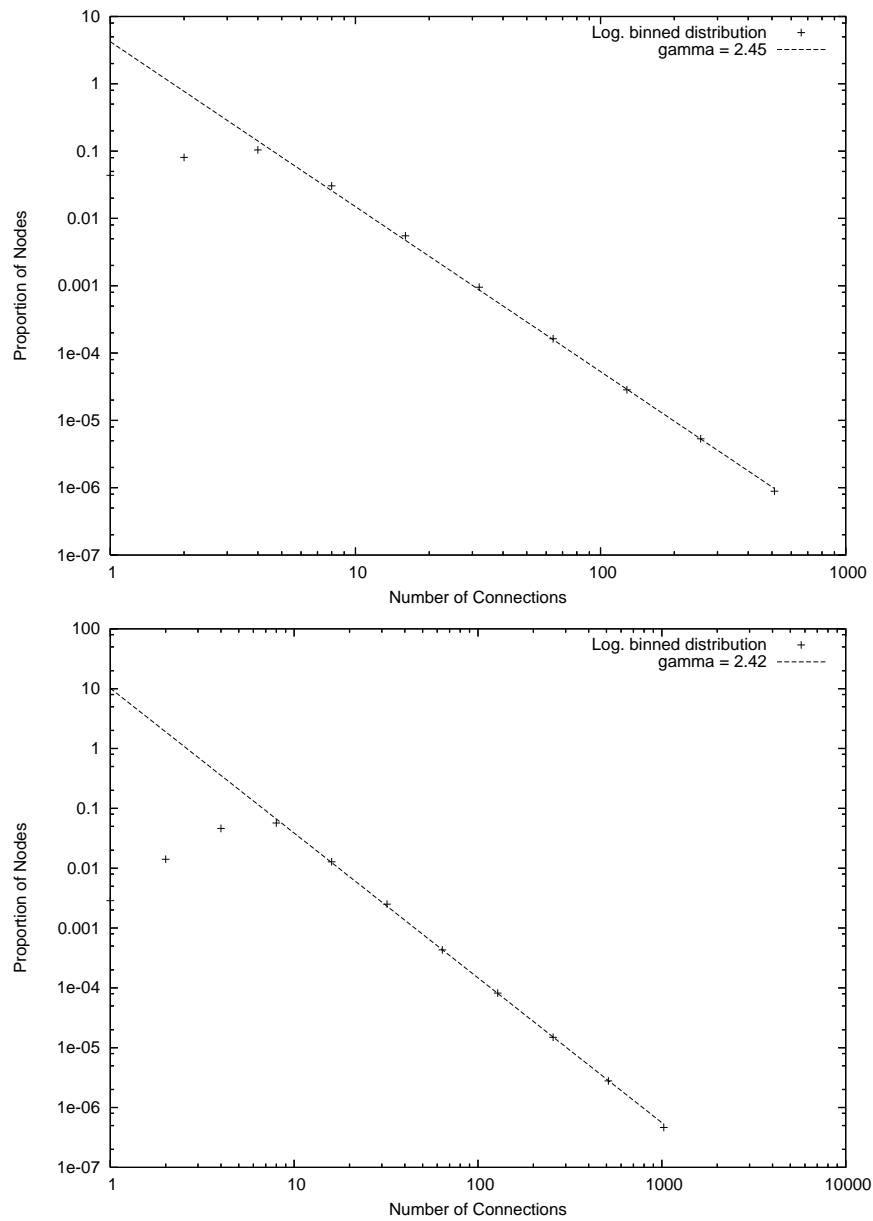 10
1
0.1
0.01
0.001
1e-04
1e-05
1e-06
1e-07
Proportion of Nodes
Log. binned distribution
gamma = 2.45
1 10 100 1000
Number of Connections
100
10
1
0.1
0.01
0.001
1e-04
1e-05
1e-06
1e-07
Proportion of Nodes
Log. binned distribution
gamma = 2.42
1 10 100 1000 10000
Number of Connections